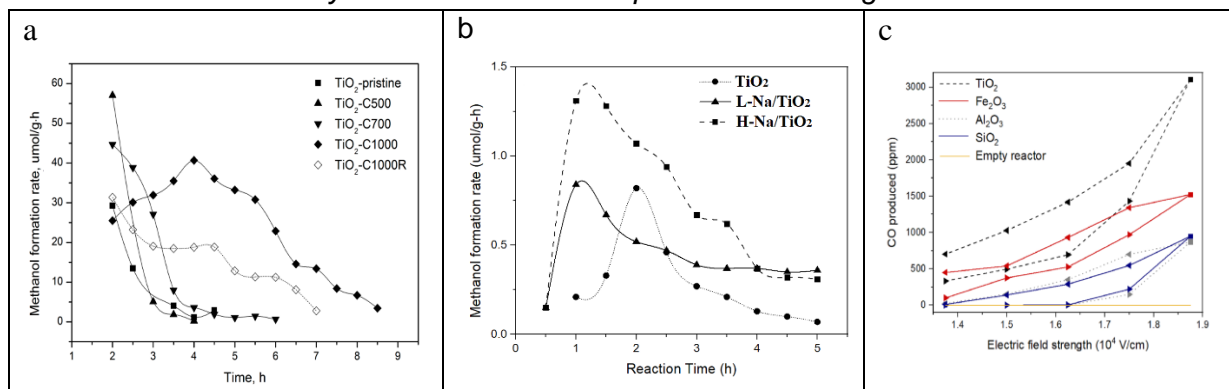 a
Methanol formation rate, umol/g-h
60
50
40
30
20
10
0
TiO2-pristine
TiO2-C500
TiO2-C700
TiO2-C1000
TiO2-C1000R
1 2 3 4 5 6 7 8 9
Time, h
b
Methanol formation rate (umol/g-h)
1.5
1.0
0.5
0.0
TiO2
L-Na/TiO2
H-Na/TiO2
0 1 2 3 4 5
Reaction Time (h)
c
CO produced (ppm)
3000
2500
2000
1500
1000
500
0
TiO2
Fe2O3
Al2O3
SiO2
Empty reactor
1.4 1.5 1.6 1.7 1.8 1.9
Electric field strength (10⁴ V/cm)